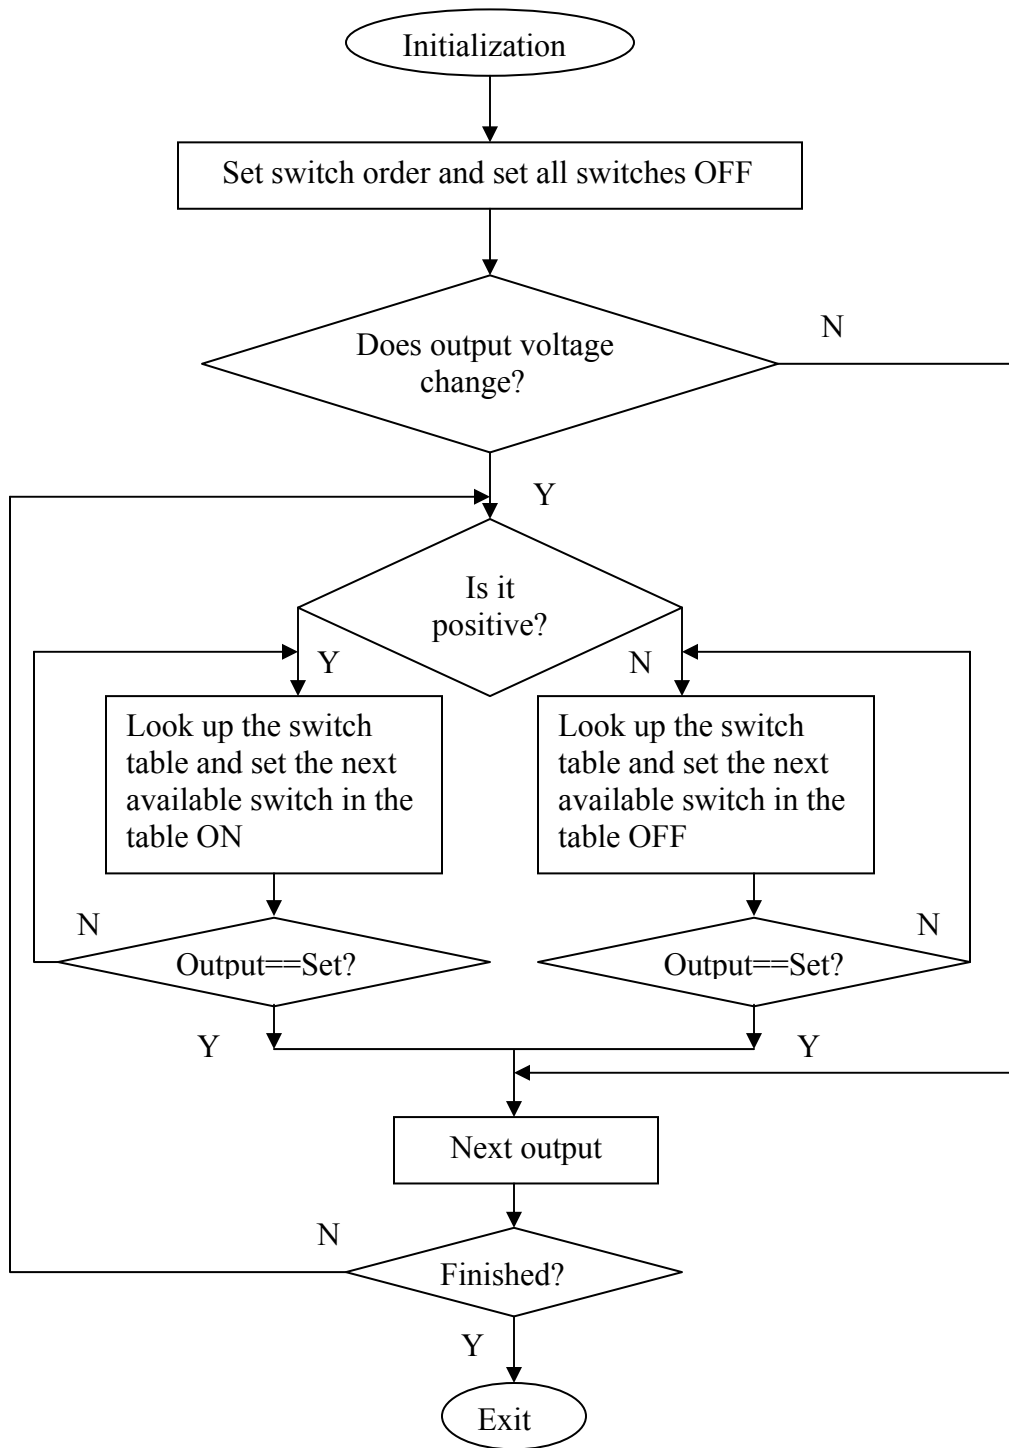 Initialization
Set switch order and set all switches OFF
Does output voltage
change?
N
Y
Is it
positive?
Y
N
Look up the switch
table and set the next
available switch in the
table ON
Look up the switch
table and set the next
available switch in the
table OFF
N
Output==Set?
Output==Set?
N
Y
Y
Next output
N
Finished?
Y
Exit